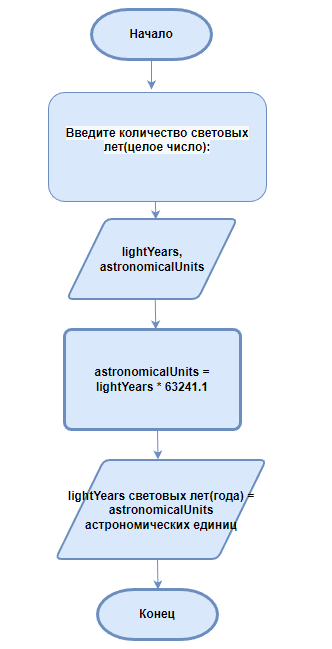 Начало
Введите количество световых
лет(целое число):
lightYears,
astronomicalUnits
astronomicalUnits =
lightYears * 63241.1
lightYears световых лет(года) =
astronomicalUnits
астрономических единиц
Конец